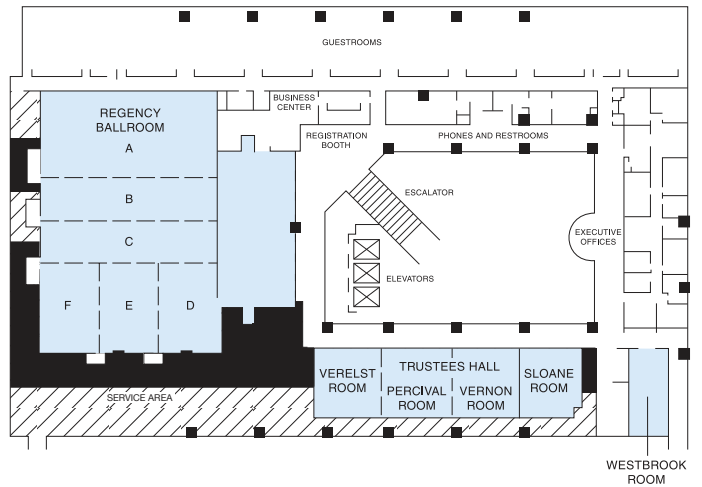 GUESTROOMS
BUSINESS
CENTER
REGENCY
BALLROOM
REGISTRATION
BOOTH
PHONES AND RESTROOMS
A
B
C
F
E
D
ESCALATOR
EXECUTIVE
OFFICES
ELEVATORS
VERELST
ROOM
TRUSTEES HALL
PERCIVAL
ROOM
VERNON
ROOM
SLOANE
ROOM
SERVICE AREA
WESTBROOK
ROOM